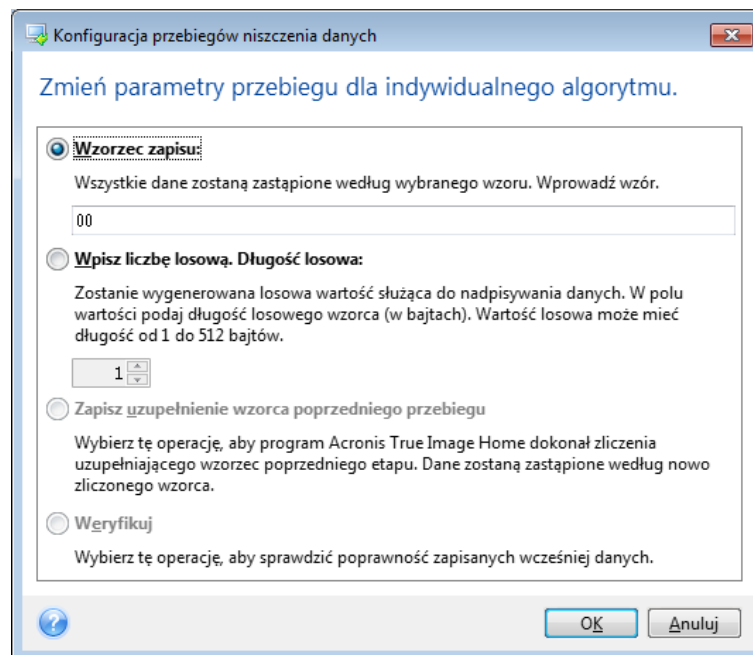 Konfiguracja przebiegów niszczenia danych
Zmień parametry przebiegu dla indywidualnego algorytmu.
Wzorzec zapisu:
Wszystkie dane zostaną zastąpione według wybranego wzoru. Wprowadź wzór.
00
Wpisz liczbę losową. Długość losowa:
Zostanie wygenerowana losowa wartość służąca do nadpisywania danych. W polu
wartości podaj długość losowego wzorca (w bajtach). Wartość losowa może mieć
długość od 1 do 512 bajtów.
1
Zapisz uzupełnienie wzorca poprzedniego przebiegu
Wybierz tę operację, aby program Acronis True Image Home dokonał zliczenia
uzupełniającego wzorzec poprzedniego etapu. Dane zostaną zastąpione według nowo
zliczonego wzorca.
Weryfikuj
Wybierz tę operację, aby sprawdzić poprawność zapisanych wcześniej danych.
? OK Anuluj